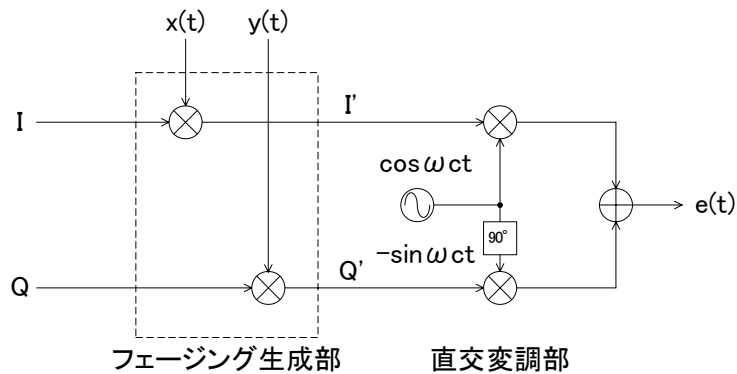 x(t)
y(t)
I
I'
cosωct
e(t)
90°
−sinωct
Q
Q'
フェージング生成部
直交変調部